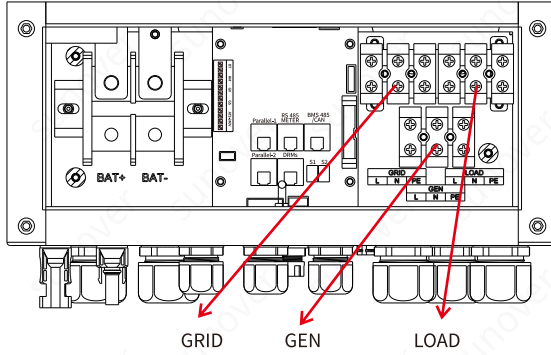 Parallel-1 RS 485 METER BMS 485 /CAN
Parallel-2 DRMs S1 S2
BAT+ BAT-
GRID LOAD
L N PE L N PE
GEN
L N PE
GRID GEN LOAD